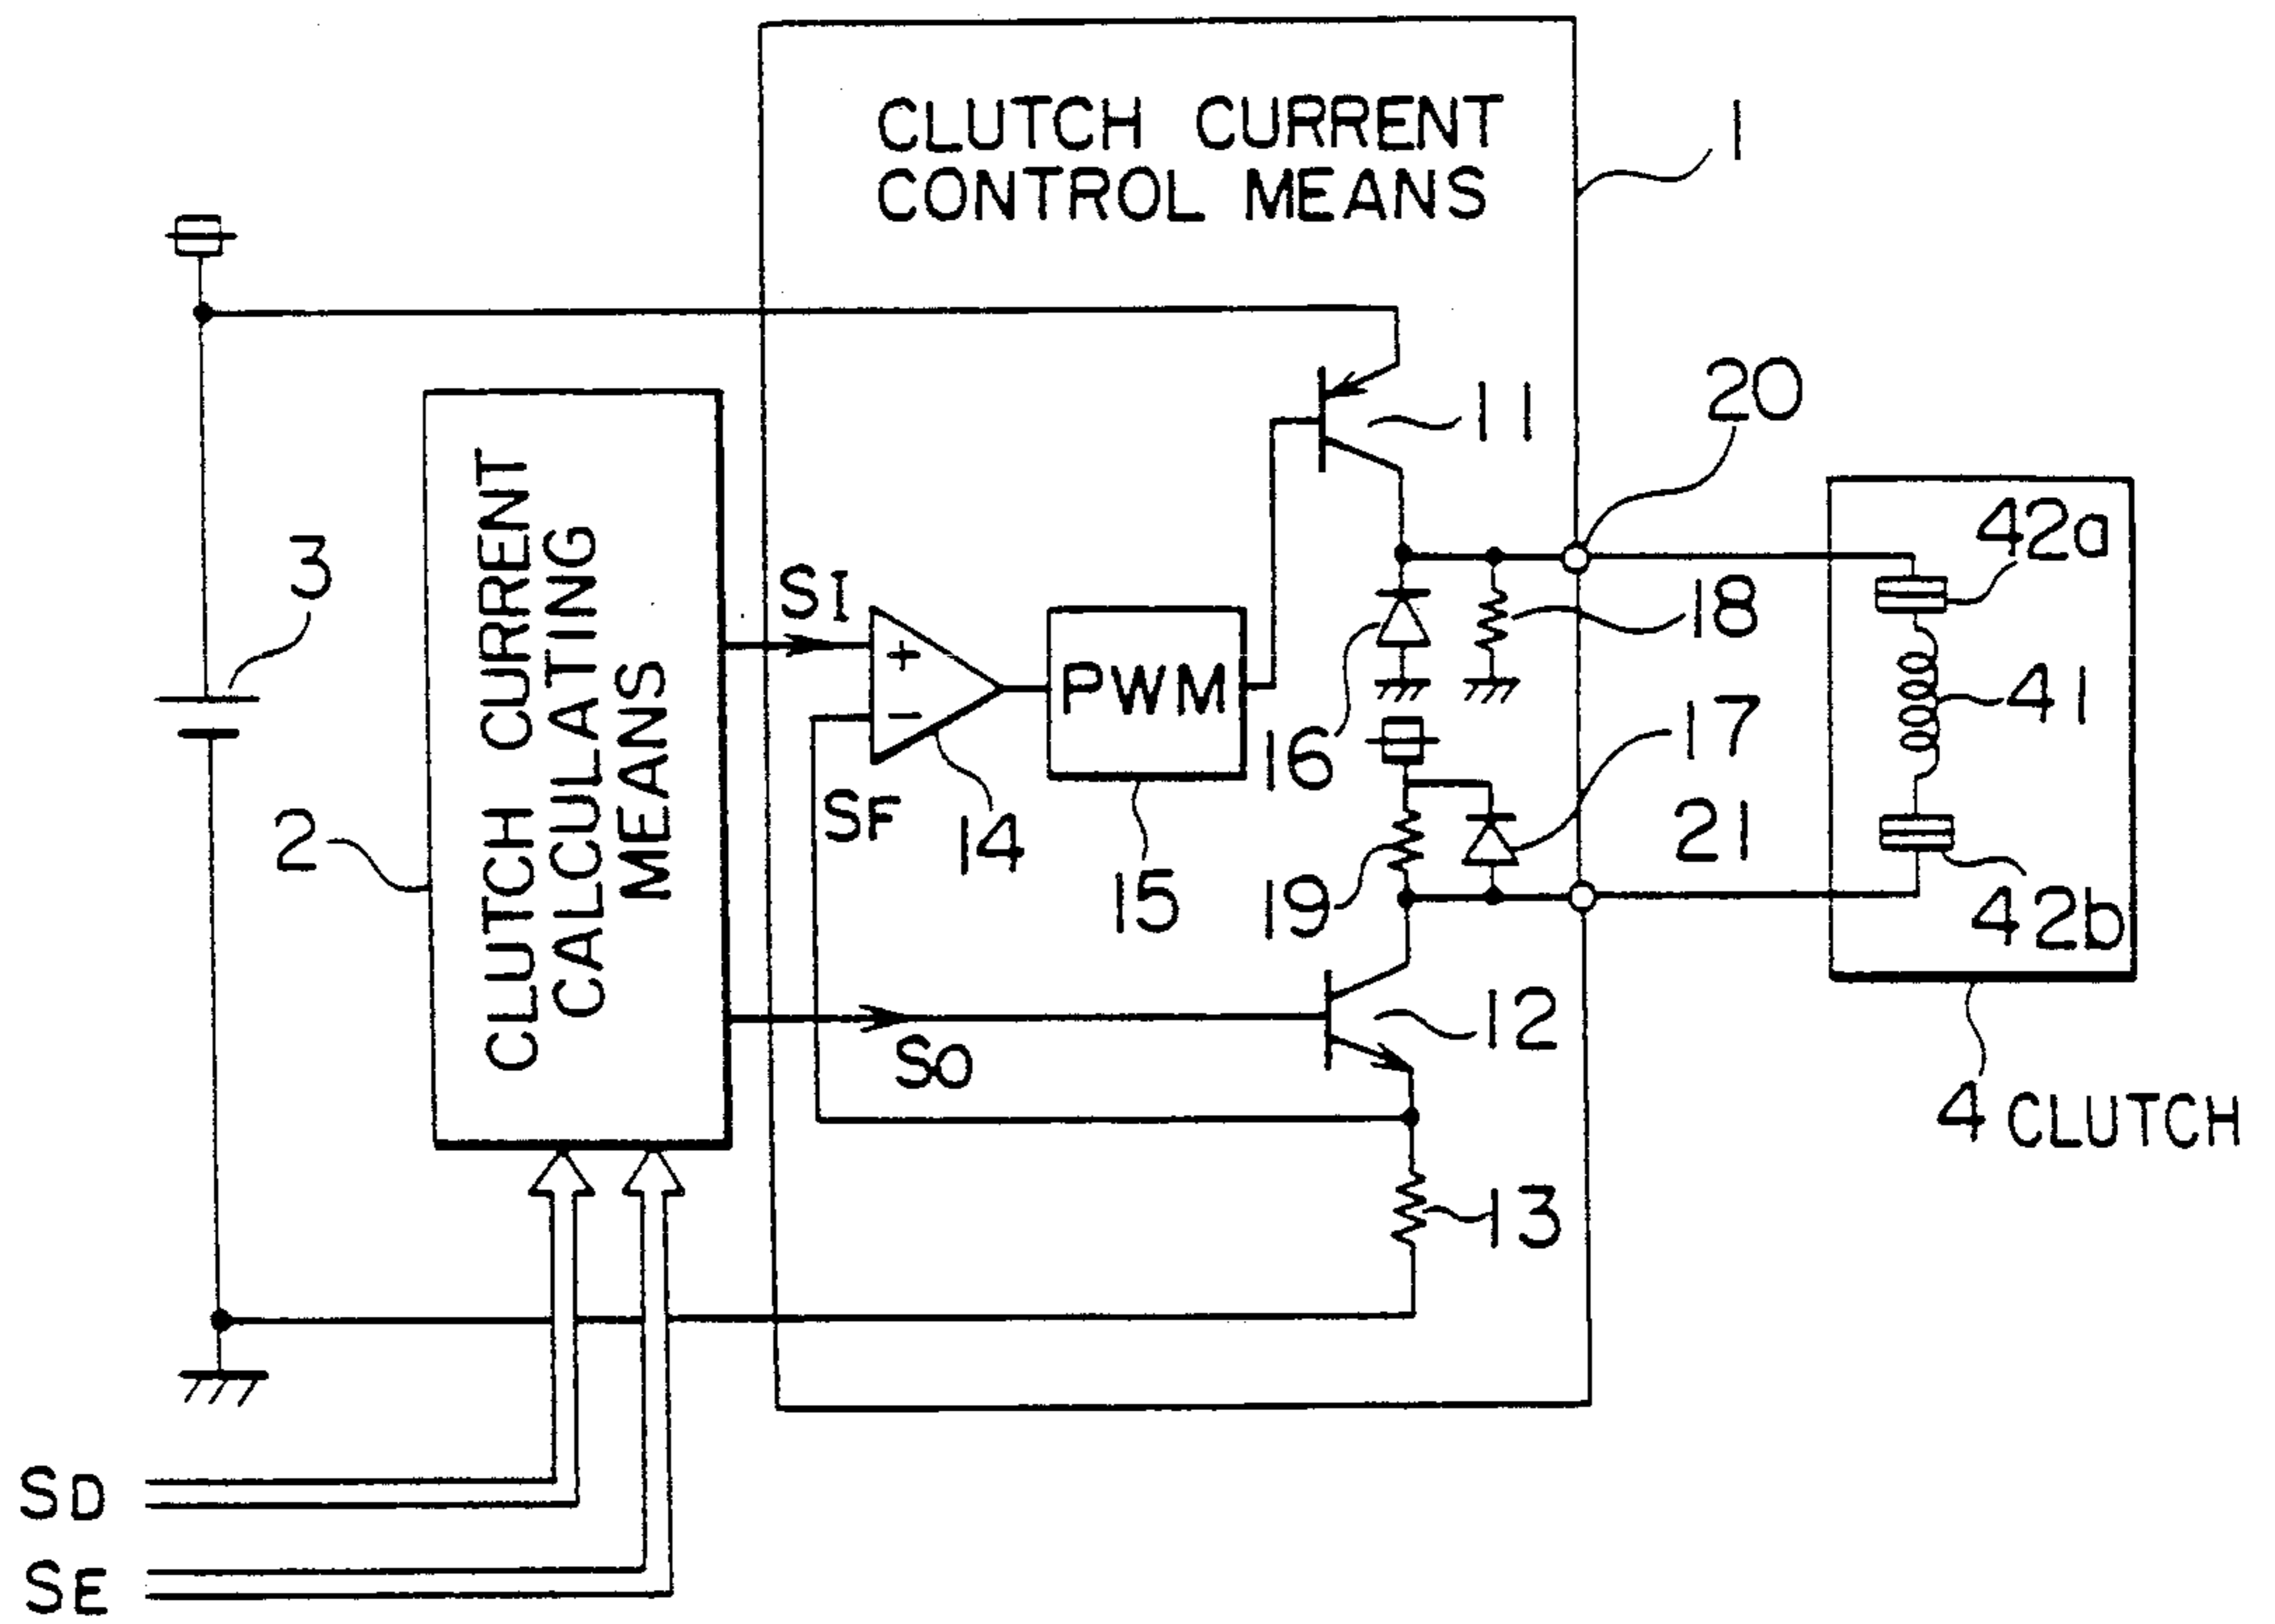 CLUTCH CURRENT
CONTROL MEANS
1
20
11
42a
3
CLUTCH CURRENT
CALCULATING
MEANS
SI
+
18
PWM
41
−
16
17
SF
14
2
21
15
19
42b
12
SO
4 CLUTCH
13
SD
SE